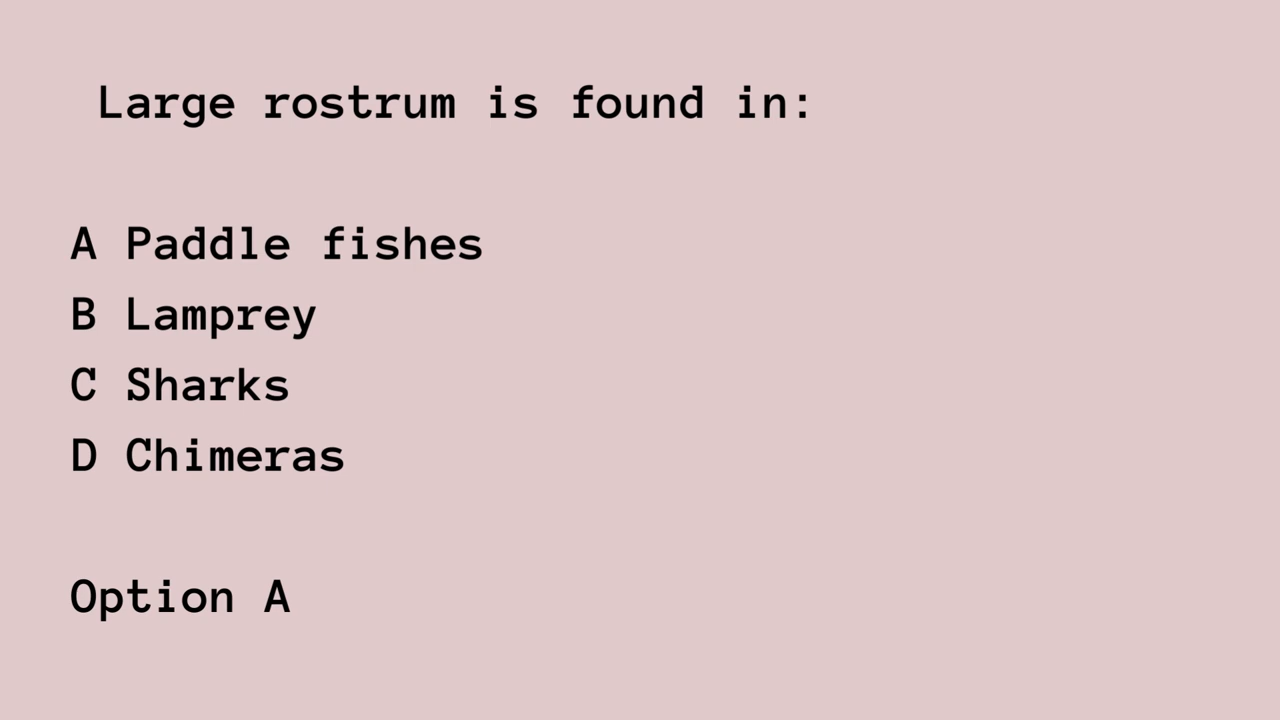 Large rostrum is found in:
A Paddle fishes
B Lamprey
C Sharks
D Chimeras
Option A